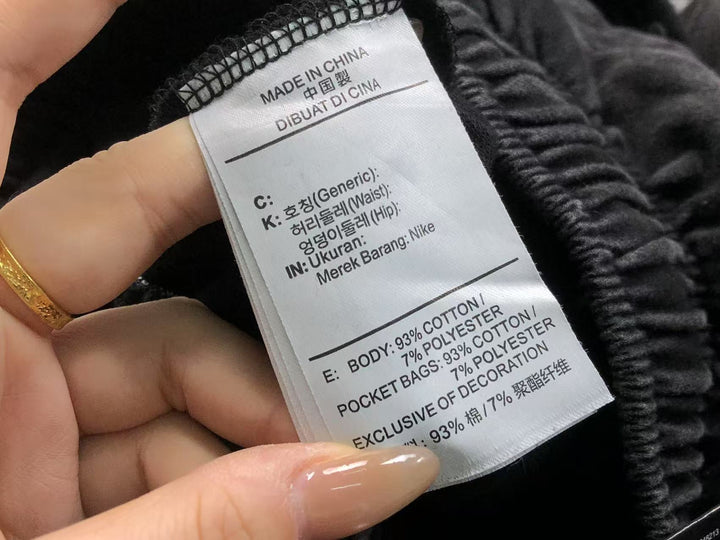 MADE IN CHINA
中国製
DIBUAT DI CINA
C:
K: 호칭(Generic):
허리둘레(Waist):
엉덩이둘레(Hip):
IN: Ukuran:
Merek Barang: Nike
E: BODY: 93% COTTON/
7% POLYESTER
POCKET BAGS: 93% COTTON/
7% POLYESTER
EXCLUSIVE OF DECORATION
: 93% 棉/7% 聚酯纤维